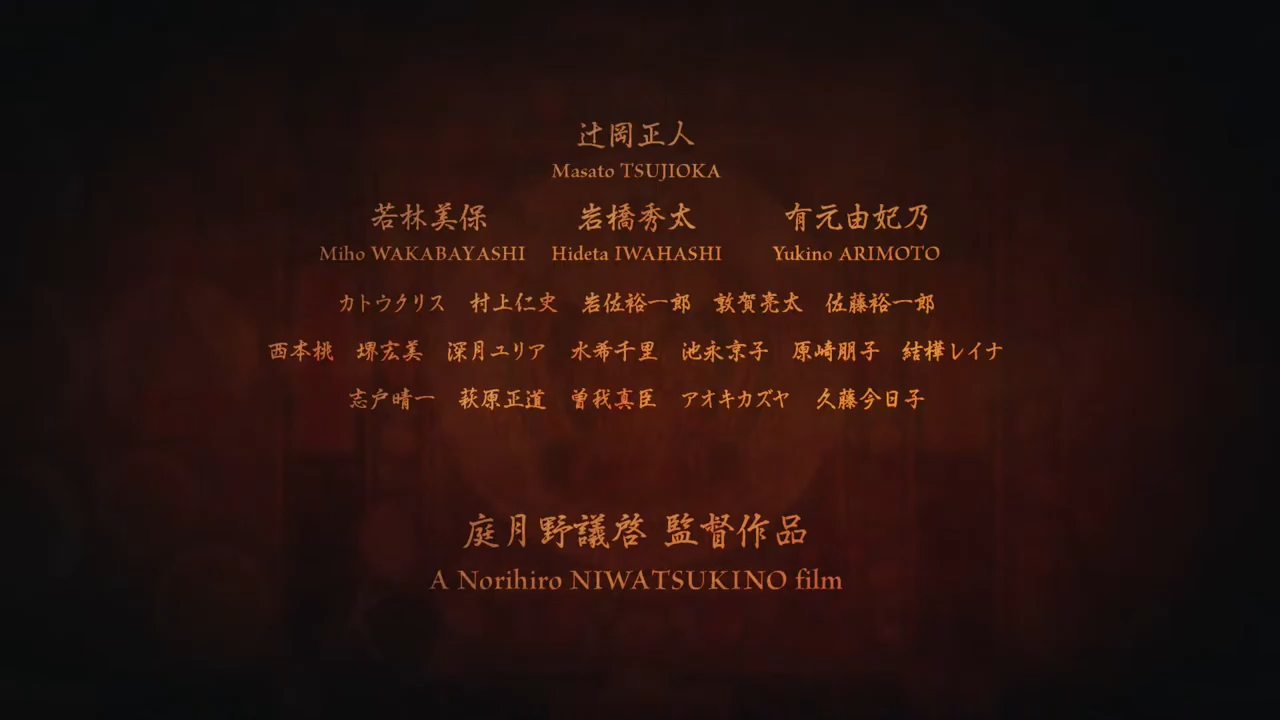 辻岡正人
Masato TSUJIOKA
若林美保 岩橋秀太 有元由妃乃
Miho WAKABAYASHI Hideta IWAHASHI Yukino ARIMOTO
カトウクリス 村上仁史 岩佐裕一郎 敦賀亮太 佐藤裕一郎
西本桃 堺宏美 深月ユリア 水希千里 池永京子 原崎朋子 結樺レイナ
志戸晴一 萩原正道 曽我真臣 アオキカズヤ 久藤今日子
庭月野議啓 監督作品
A Norihiro NIWATSUKINO film